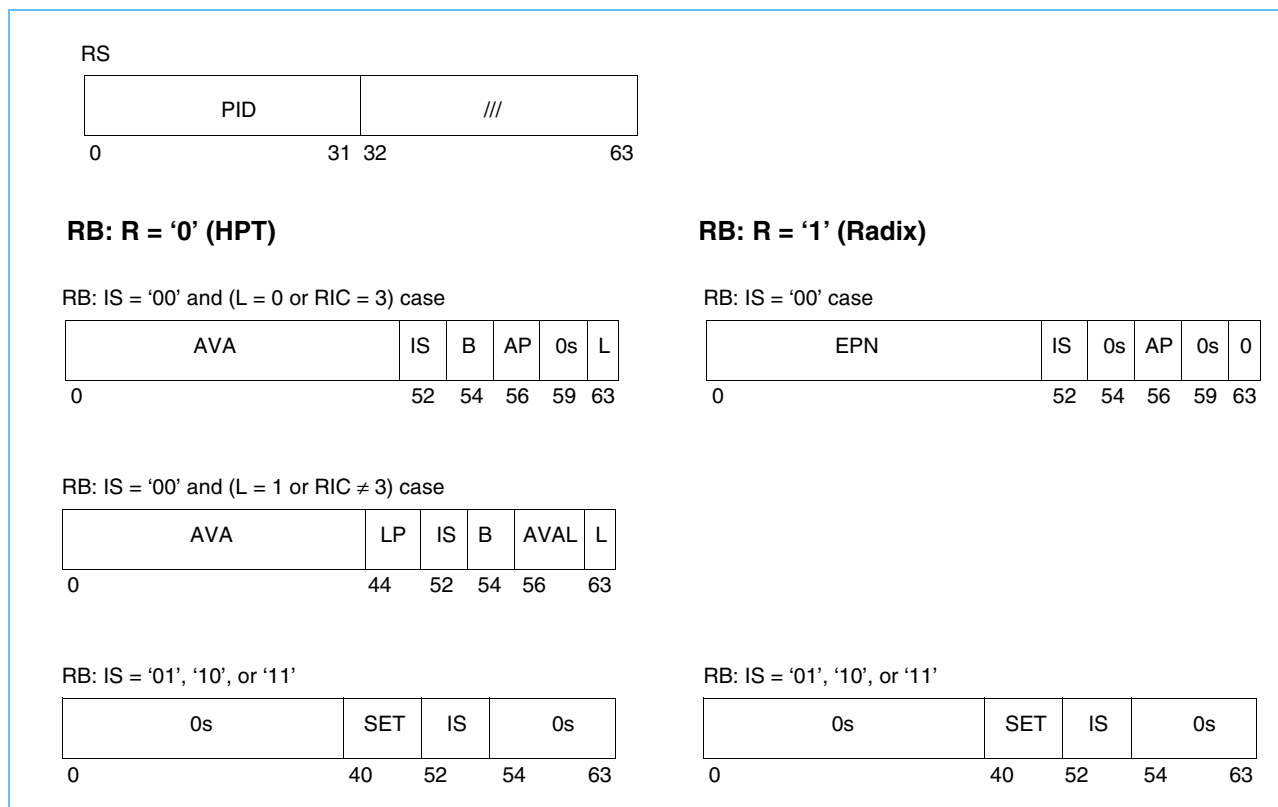 RS
PID ///
0 31 32 63
RB: R = ‘0’ (HPT)
RB: R = ‘1’ (Radix)
RB: IS = ‘00’ and (L = 0 or RIC = 3) case
RB: IS = ‘00’ case
AVA IS B AP 0s L
EPN IS 0s AP 0s 0
0 52 54 56 59 63
0 52 54 56 59 63
RB: IS = ‘00’ and (L = 1 or RIC ≠ 3) case
AVA LP IS B AVAL L
0 44 52 54 56 63
RB: IS = ‘01’, ‘10’, or ‘11’
RB: IS = ‘01’, ‘10’, or ‘11’
0s SET IS 0s
0s SET IS 0s
0 40 52 54 63
0 40 52 54 63